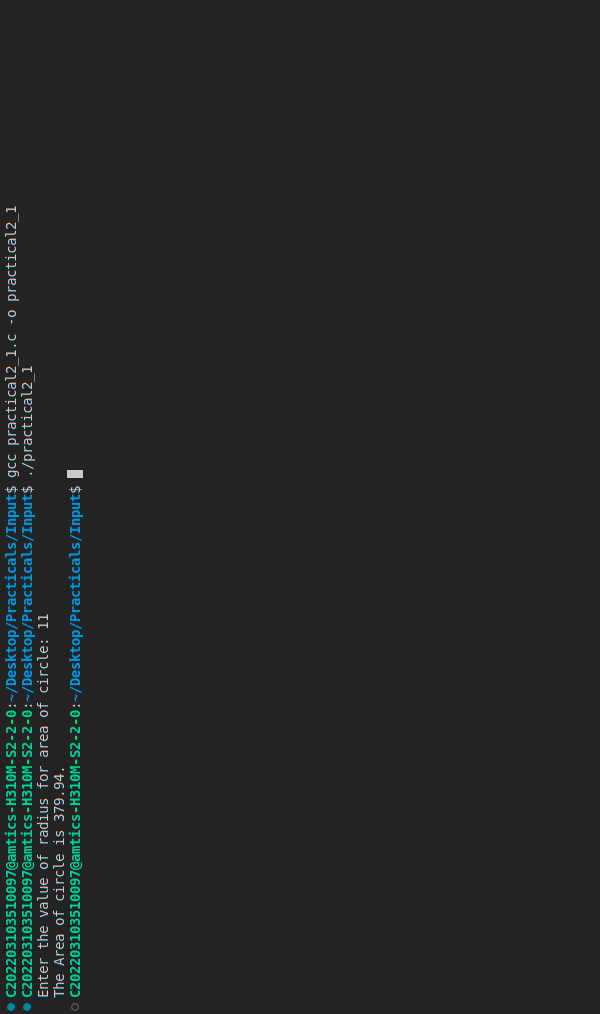 C202203103510097@amtics-H310M-S2-2-0:~/Desktop/Practicals/Input$ gcc practical2_1.c -o practical2_1
C202203103510097@amtics-H310M-S2-2-0:~/Desktop/Practicals/Input$ ./practical2_1
Enter the value of radius for area of circle: 11
The Area of circle is 379.94.
C202203103510097@amtics-H310M-S2-2-0:~/Desktop/Practicals/Input$